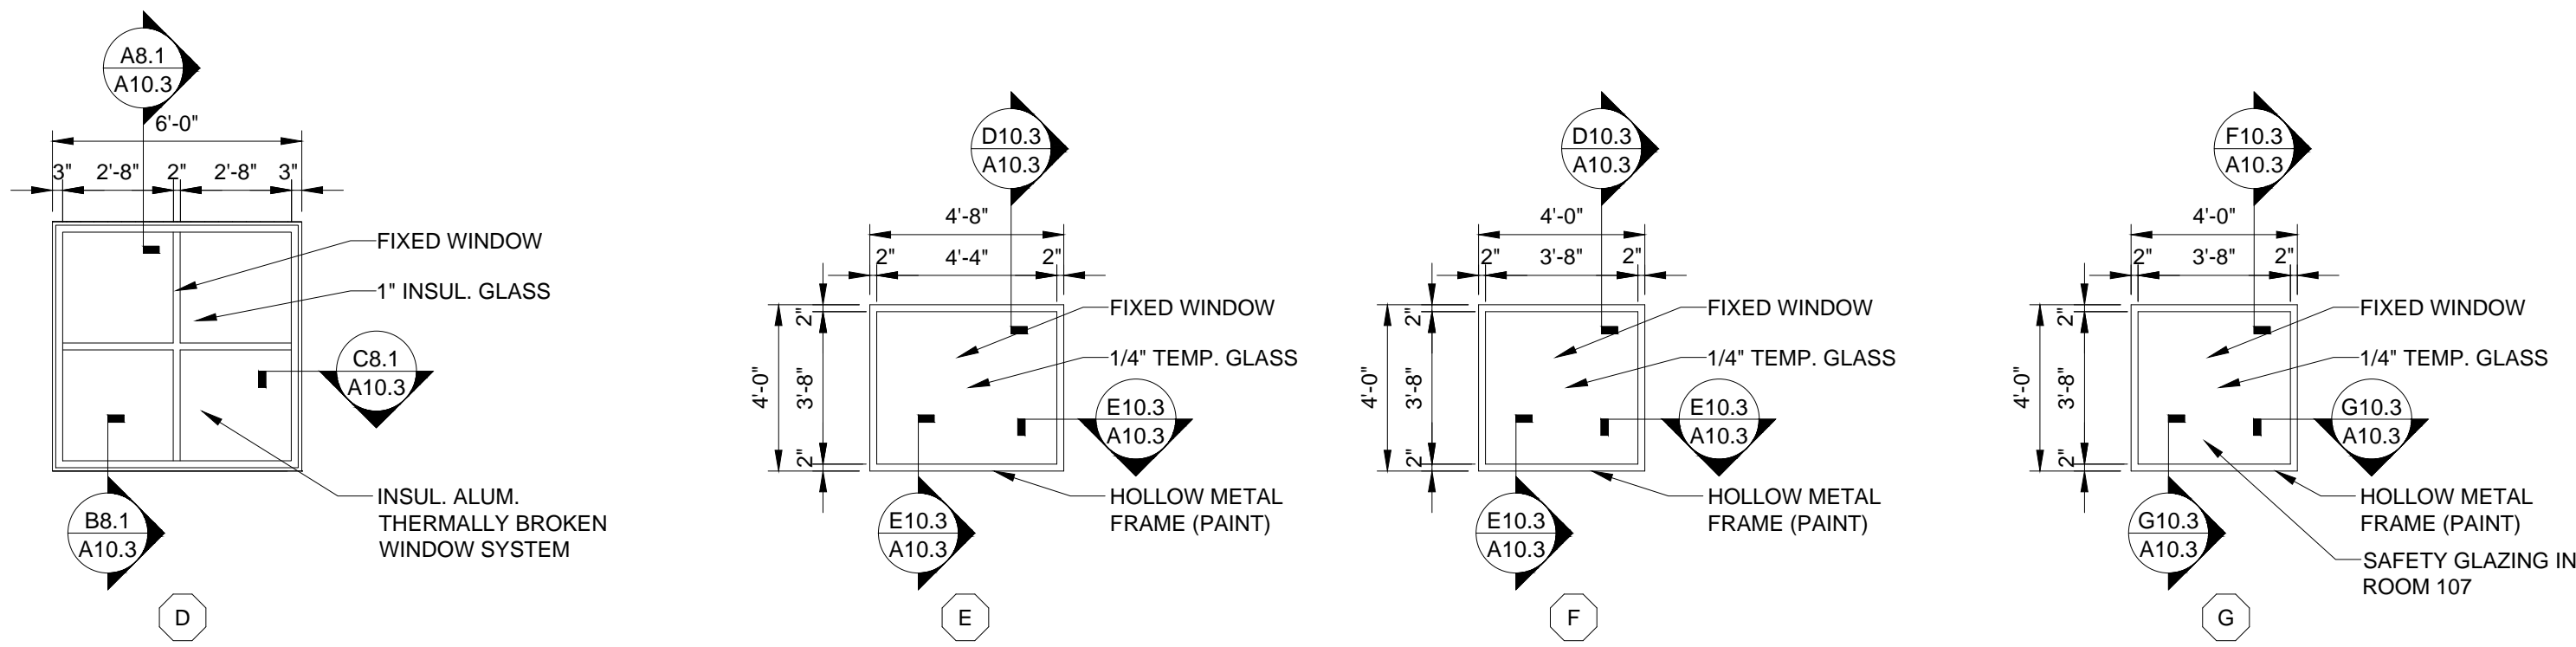 A8.1
A10.3
6'-0"
3"
2'-8"
2"
2'-8"
3"
FIXED WINDOW
1" INSUL. GLASS
C8.1
A10.3
INSUL. ALUM.
THERMALLY BROKEN
WINDOW SYSTEM
B8.1
A10.3
D
D10.3
A10.3
4'-8"
2"
4'-4"
2"
2"
4'-0"
3'-8"
2"
FIXED WINDOW
1/4" TEMP. GLASS
E10.3
A10.3
HOLLOW METAL
FRAME (PAINT)
E10.3
A10.3
E
D10.3
A10.3
4'-0"
2"
3'-8"
2"
2"
4'-0"
3'-8"
2"
FIXED WINDOW
1/4" TEMP. GLASS
E10.3
A10.3
HOLLOW METAL
FRAME (PAINT)
E10.3
A10.3
F
F10.3
A10.3
4'-0"
2"
3'-8"
2"
2"
4'-0"
3'-8"
2"
FIXED WINDOW
1/4" TEMP. GLASS
G10.3
A10.3
HOLLOW METAL
FRAME (PAINT)
G10.3
A10.3
SAFETY GLAZING IN
ROOM 107
G